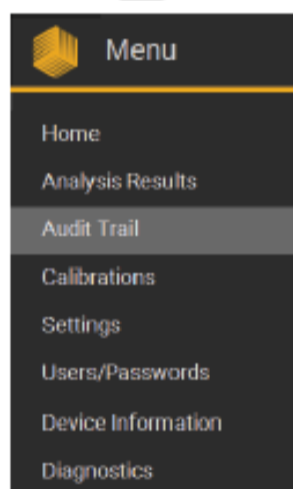 Menu
Home
Analysis Results
Audit Trail
Calibrations
Settings
Users/Passwords
Device Information
Diagnostics